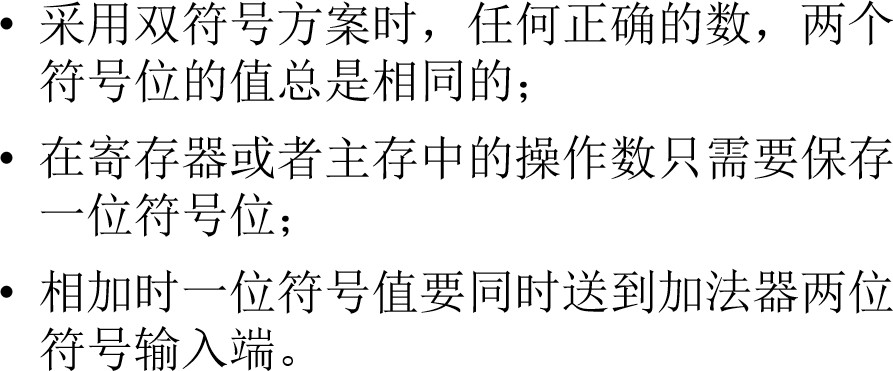 • 采用双符号方案时，任何正确的数，两个
符号位的值总是相同的；
• 在寄存器或者主存中的操作数只需要保存
一位符号位；
• 相加时一位符号值要同时送到加法器两位
符号输入端。